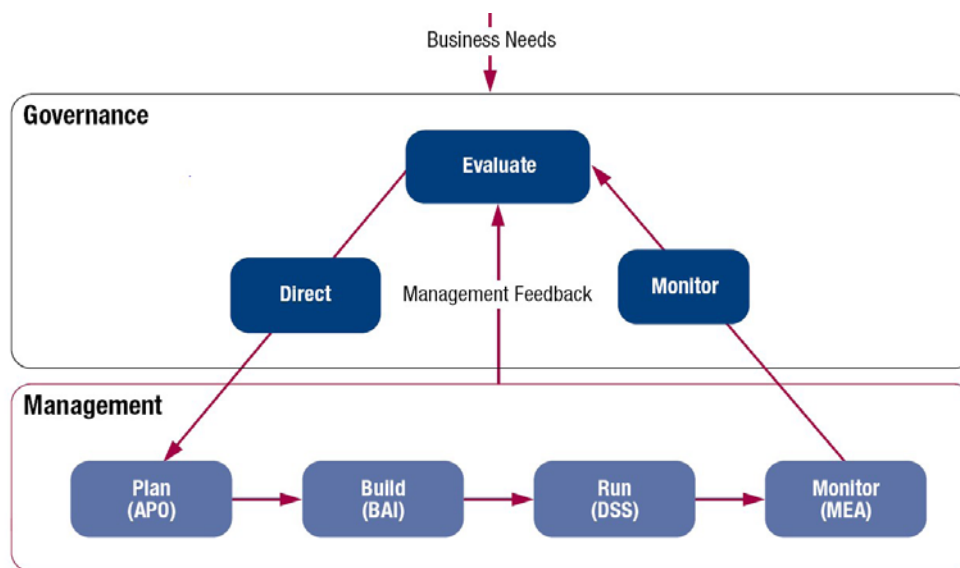 Business Needs
Governance
Evaluate
Direct
Management Feedback
Monitor
Management
Plan
(APO)
Build
(BAI)
Run
(DSS)
Monitor
(MEA)